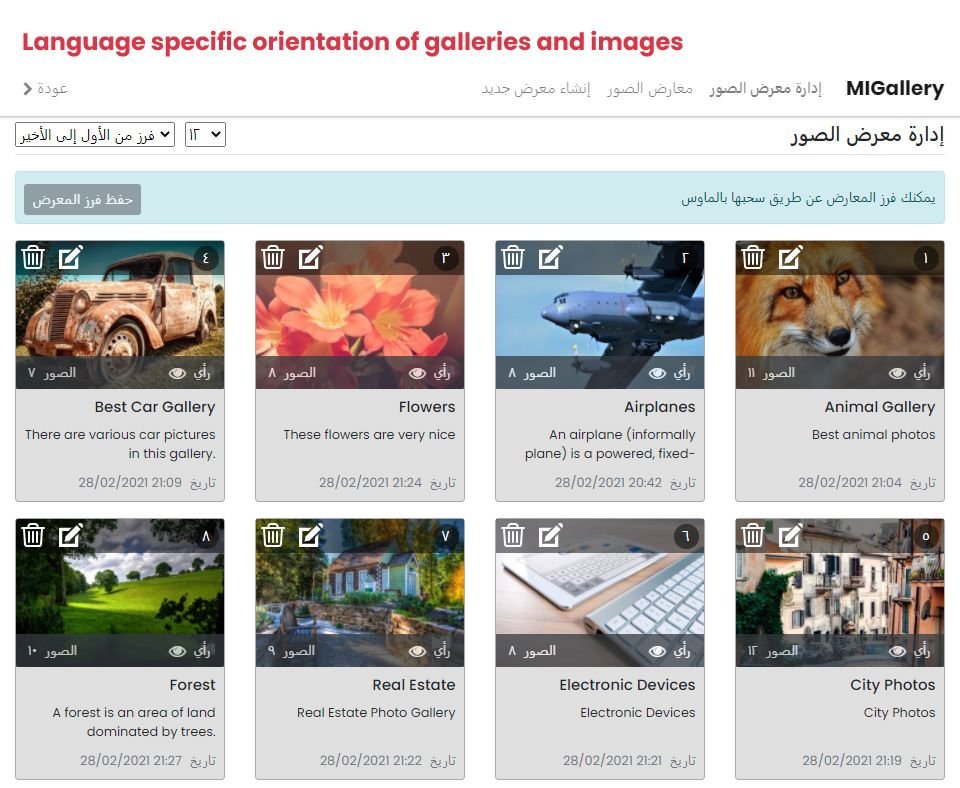 Language specific orientation of galleries and images
MIGallery إدارة معرض الصور معارض الصور إنشاء معرض جديد عودة
إدارة معرض الصور ١٢ فرز من الأول إلى الأخير
يمكنك فرز المعارض عن طريق سحبها بالماوس حفظ فرز المعرض
١
رأي الصور ١١
Animal Gallery
Best animal photos
تاريخ 28/02/2021 21:04
٢
رأي الصور ٨
Airplanes
An airplane (informally
plane) is a powered, fixed-
تاريخ 28/02/2021 20:42
٣
رأي الصور ٨
Flowers
These flowers are very nice
تاريخ 28/02/2021 21:24
٤
رأي الصور ٧
Best Car Gallery
There are various car pictures
in this gallery.
تاريخ 28/02/2021 21:09
٥
رأي الصور ١٢
City Photos
City Photos
تاريخ 28/02/2021 21:19
٦
رأي الصور ٨
Electronic Devices
Electronic Devices
تاريخ 28/02/2021 21:21
٧
رأي الصور ٩
Real Estate
Real Estate Photo Gallery
تاريخ 28/02/2021 21:22
٨
رأي الصور ١٠
Forest
A forest is an area of land
dominated by trees.
تاريخ 28/02/2021 21:27